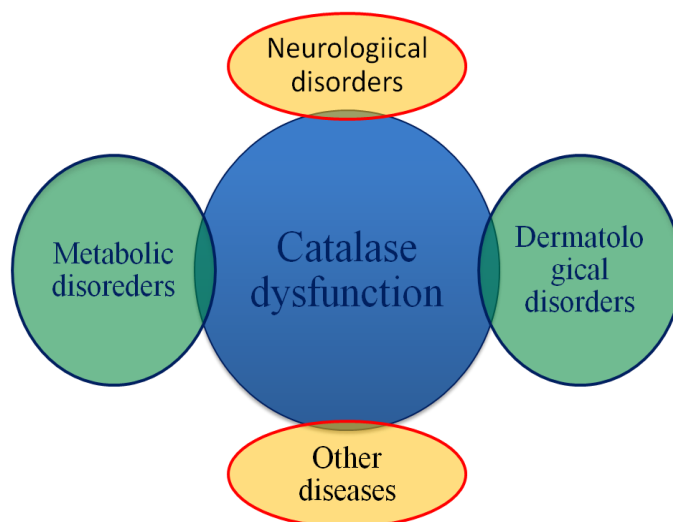 Neurologiical
disorders
Metabolic
disoreders
Catalase
dysfunction
Dermatolo
gical
disorders
Other
diseases